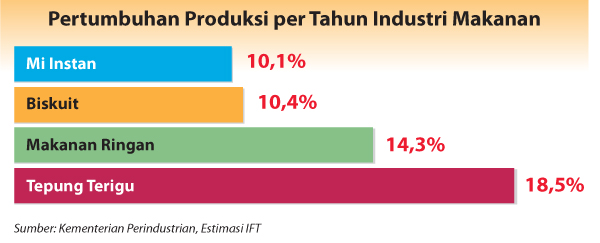 Pertumbuhan Produksi per Tahun Industri Makanan
Mi Instan 10,1%
Biskuit 10,4%
Makanan Ringan 14,3%
Tepung Terigu 18,5%
Sumber: Kementerian Perindustrian, Estimasi IFT